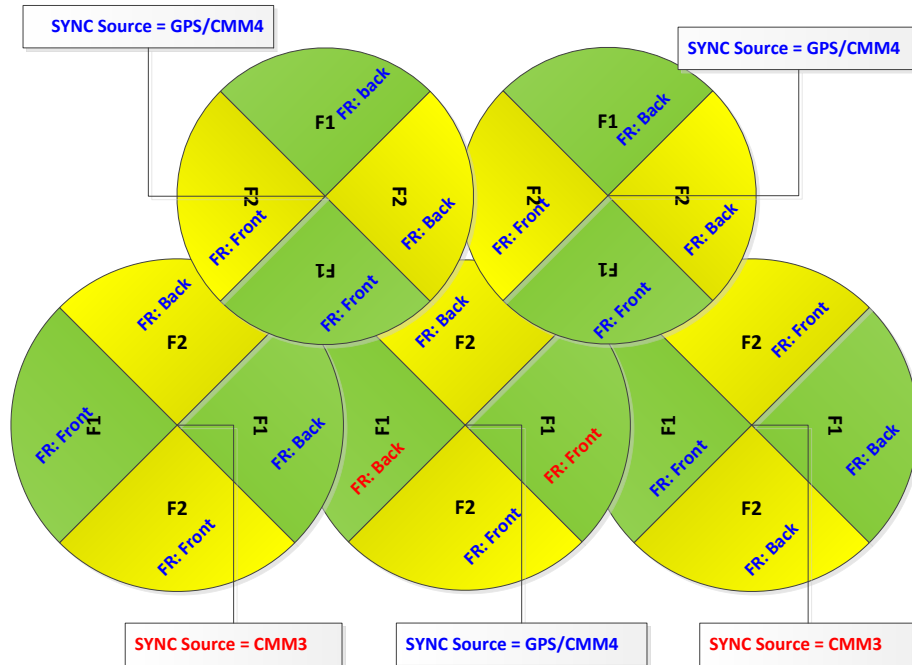 SYNC Source = GPS/CMM4
SYNC Source = GPS/CMM4
F1
FR: back
F2
FR: Front
F2
FR: Back
F1
FR: Front
F1
FR: Back
F2
FR: Front
F2
FR: Back
F1
FR: Front
FR: Back
F2
F1
FR: Front
F1
FR: Back
F2
FR: Front
FR: Back
F2
F1
FR: Back
F1
FR: Front
F2
FR: Front
FR: Front
F2
F1
FR: Front
F1
FR: Back
F2
FR: Back
SYNC Source = CMM3
SYNC Source = GPS/CMM4
SYNC Source = CMM3